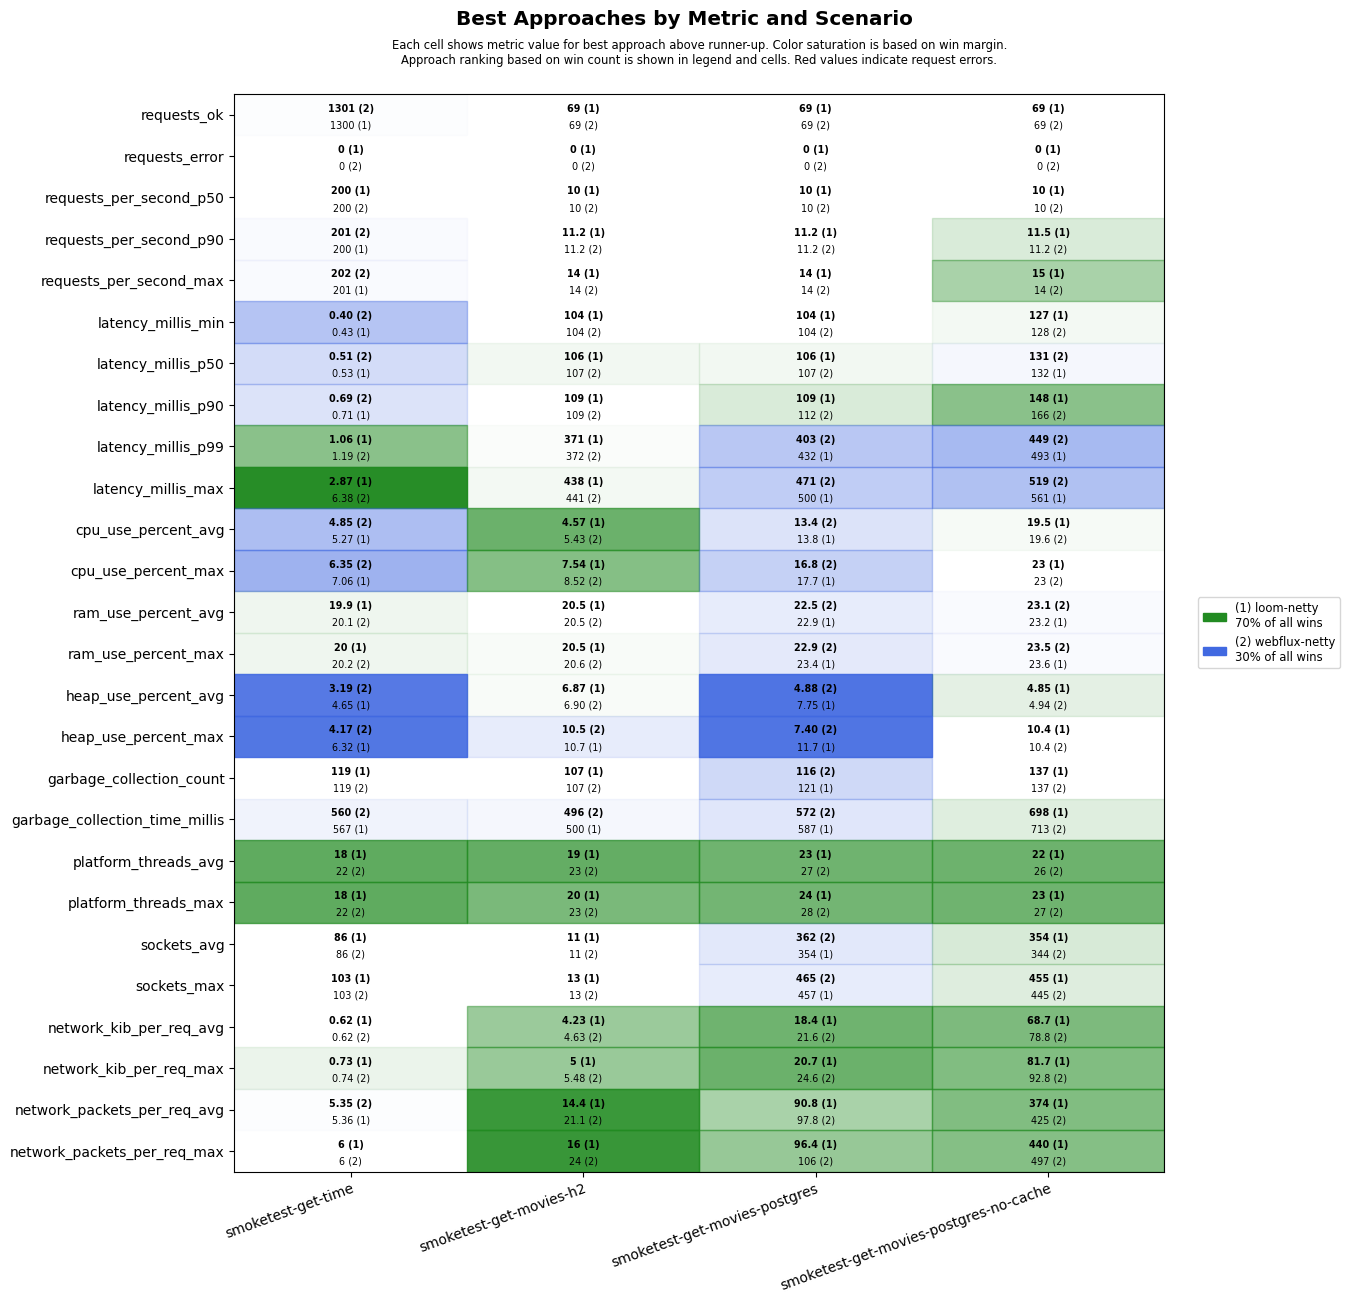 Best Approaches by Metric and Scenario
Each cell shows metric value for best approach above runner-up. Color saturation is based on win margin.
Approach ranking based on win count is shown in legend and cells. Red values indicate request errors.
requests_ok
1301 (2) 69 (1) 69 (1) 69 (1)
1300 (1) 69 (2) 69 (2) 69 (2)
requests_error
0 (1) 0 (1) 0 (1) 0 (1)
0 (2) 0 (2) 0 (2) 0 (2)
requests_per_second_p50
200 (1) 10 (1) 10 (1) 10 (1)
200 (2) 10 (2) 10 (2) 10 (2)
requests_per_second_p90
201 (2) 11.2 (1) 11.2 (1) 11.5 (1)
200 (1) 11.2 (2) 11.2 (2) 11.2 (2)
requests_per_second_max
202 (2) 14 (1) 14 (1) 15 (1)
201 (1) 14 (2) 14 (2) 14 (2)
latency_millis_min
0.40 (2) 104 (1) 104 (1) 127 (1)
0.43 (1) 104 (2) 104 (2) 128 (2)
latency_millis_p50
0.51 (2) 106 (1) 106 (1) 131 (2)
0.53 (1) 107 (2) 107 (2) 132 (1)
latency_millis_p90
0.69 (2) 109 (1) 109 (1) 148 (1)
0.71 (1) 109 (2) 112 (2) 166 (2)
latency_millis_p99
1.06 (1) 371 (1) 403 (2) 449 (2)
1.19 (2) 372 (2) 432 (1) 493 (1)
latency_millis_max
2.87 (1) 438 (1) 471 (2) 519 (2)
6.38 (2) 441 (2) 500 (1) 561 (1)
cpu_use_percent_avg
4.85 (2) 4.57 (1) 13.4 (2) 19.5 (1)
5.27 (1) 5.43 (2) 13.8 (1) 19.6 (2)
cpu_use_percent_max
6.35 (2) 7.54 (1) 16.8 (2) 23 (1)
7.06 (1) 8.52 (2) 17.7 (1) 23 (2)
ram_use_percent_avg
19.9 (1) 20.5 (1) 22.5 (2) 23.1 (2)
20.1 (2) 20.5 (2) 22.9 (1) 23.2 (1)
ram_use_percent_max
20 (1) 20.5 (1) 22.9 (2) 23.5 (2)
20.2 (2) 20.6 (2) 23.4 (1) 23.6 (1)
heap_use_percent_avg
3.19 (2) 6.87 (1) 4.88 (2) 4.85 (1)
4.65 (1) 6.90 (2) 7.75 (1) 4.94 (2)
heap_use_percent_max
4.17 (2) 10.5 (2) 7.40 (2) 10.4 (1)
6.32 (1) 10.7 (1) 11.7 (1) 10.4 (2)
garbage_collection_count
119 (1) 107 (1) 116 (2) 137 (1)
119 (2) 107 (2) 121 (1) 137 (2)
garbage_collection_time_millis
560 (2) 496 (2) 572 (2) 698 (1)
567 (1) 500 (1) 587 (1) 713 (2)
platform_threads_avg
18 (1) 19 (1) 23 (1) 22 (1)
22 (2) 23 (2) 27 (2) 26 (2)
platform_threads_max
18 (1) 20 (1) 24 (1) 23 (1)
22 (2) 23 (2) 28 (2) 27 (2)
sockets_avg
86 (1) 11 (1) 362 (2) 354 (1)
86 (2) 11 (2) 354 (1) 344 (2)
sockets_max
103 (1) 13 (1) 465 (2) 455 (1)
103 (2) 13 (2) 457 (1) 445 (2)
network_kib_per_req_avg
0.62 (1) 4.23 (1) 18.4 (1) 68.7 (1)
0.62 (2) 4.63 (2) 21.6 (2) 78.8 (2)
network_kib_per_req_max
0.73 (1) 5 (1) 20.7 (1) 81.7 (1)
0.74 (2) 5.48 (2) 24.6 (2) 92.8 (2)
network_packets_per_req_avg
5.35 (2) 14.4 (1) 90.8 (1) 374 (1)
5.36 (1) 21.1 (2) 97.8 (2) 425 (2)
network_packets_per_req_max
6 (1) 16 (1) 96.4 (1) 440 (1)
6 (2) 24 (2) 106 (2) 497 (2)
smoketest-get-time
smoketest-get-movies-h2
smoketest-get-movies-postgres
smoketest-get-movies-postgres-no-cache
(1) loom-netty
70% of all wins
(2) webflux-netty
30% of all wins